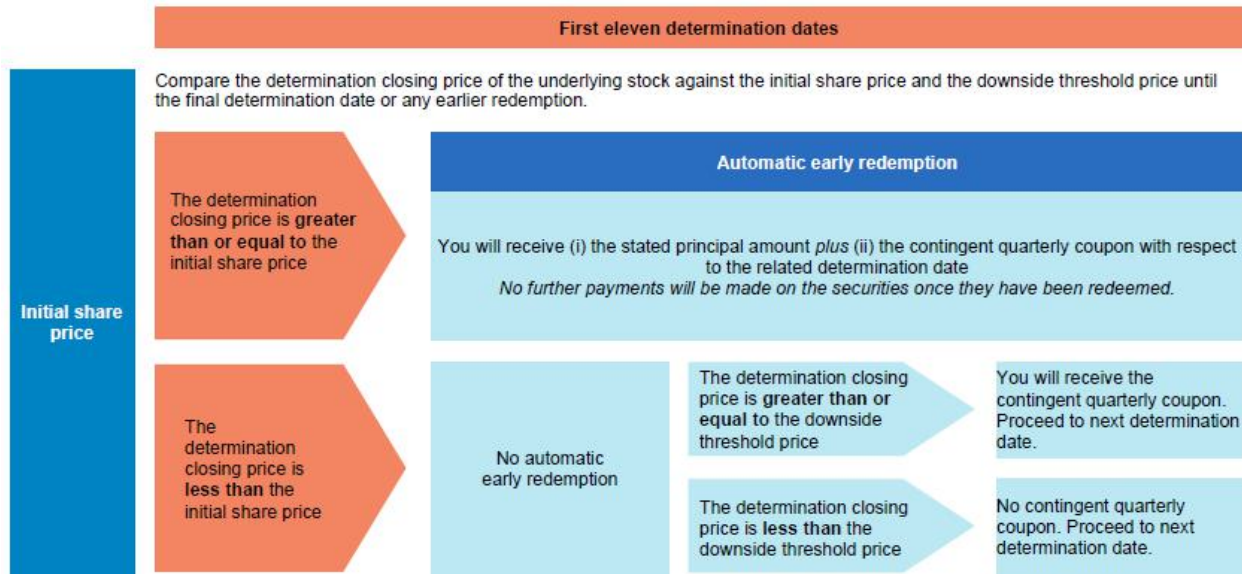 First eleven determination dates
Compare the determination closing price of the underlying stock against the initial share price and the downside threshold price until
the final determination date or any earlier redemption.
Initial share
price
The determination
closing price is greater
than or equal to the
initial share price
Automatic early redemption
You will receive (i) the stated principal amount plus (ii) the contingent quarterly coupon with respect
to the related determination date
No further payments will be made on the securities once they have been redeemed.
The
determination
closing price is
less than the
initial share price
No automatic
early redemption
The determination closing
price is greater than or
equal to the downside
threshold price
You will receive the
contingent quarterly coupon.
Proceed to next determination
date.
The determination closing
price is less than the
downside threshold price
No contingent quarterly
coupon. Proceed to next
determination date.